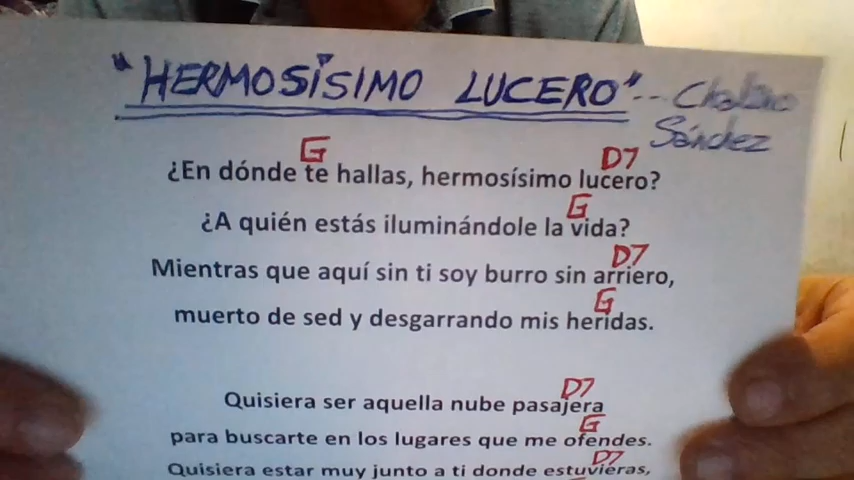 "HERMOSÍSIMO LUCERO"-- Chalino Sánchez
G D7
¿En dónde te hallas, hermosísimo lucero?
G
¿A quién estás iluminándole la vida?
D7
Mientras que aquí sin ti soy burro sin arriero,
G
muerto de sed y desgarrando mis heridas.
D7
Quisiera ser aquella nube pasajera
G
para buscarte en los lugares que me ofendes.
D7
Quisiera estar muy junto a ti donde estuvieras,